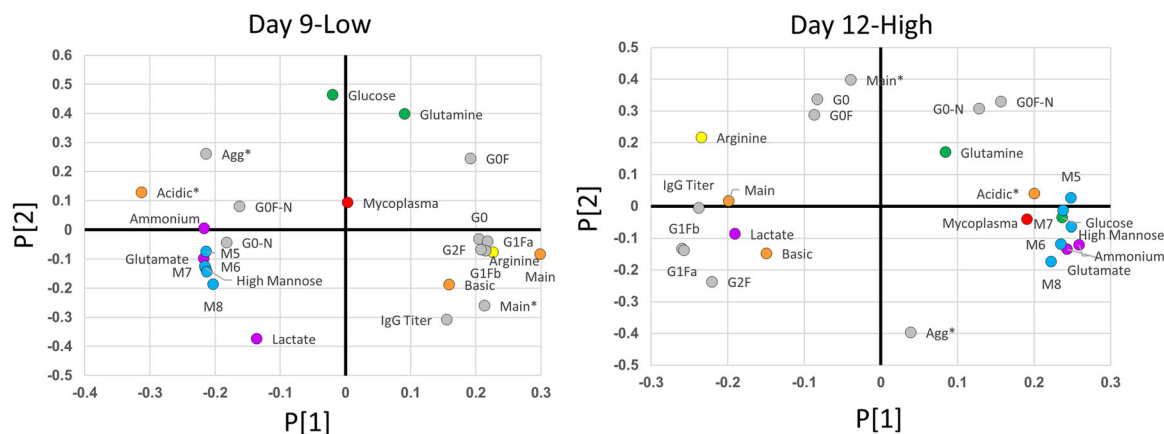 Day 9-Low
0.6
0.5
0.4
0.3
0.2
0.1
0
-0.1
-0.2
-0.3
-0.4
-0.5
P[2]
Glucose
Glutamine
Agg*
G0F
Acidic*
G0F-N
Mycoplasma
Ammonium
G0
G0-N
G1Fa
M5
G2F
Glutamate
M6
Arginine
M7
High Mannose
G1Fb
Main
M8
Basic
Main*
IgG Titer
Lactate
-0.4 -0.3 -0.2 -0.1 0 0.1 0.2 0.3
P[1]
Day 12-High
0.5
0.4
0.3
0.2
0.1
0
-0.1
-0.2
-0.3
-0.4
-0.5
P[2]
Main*
G0
G0F-N
G0-N
G0F
Arginine
Glutamine
M5
IgG Titer
Main
Acidic*
Mycoplasma
M7
Glucose
G1Fb
Lactate
High Mannose
M6
Basic
Ammonium
G1Fa
Glutamate
G2F
M8
Agg*
-0.3 -0.2 -0.1 0 0.1 0.2 0.3
P[1]